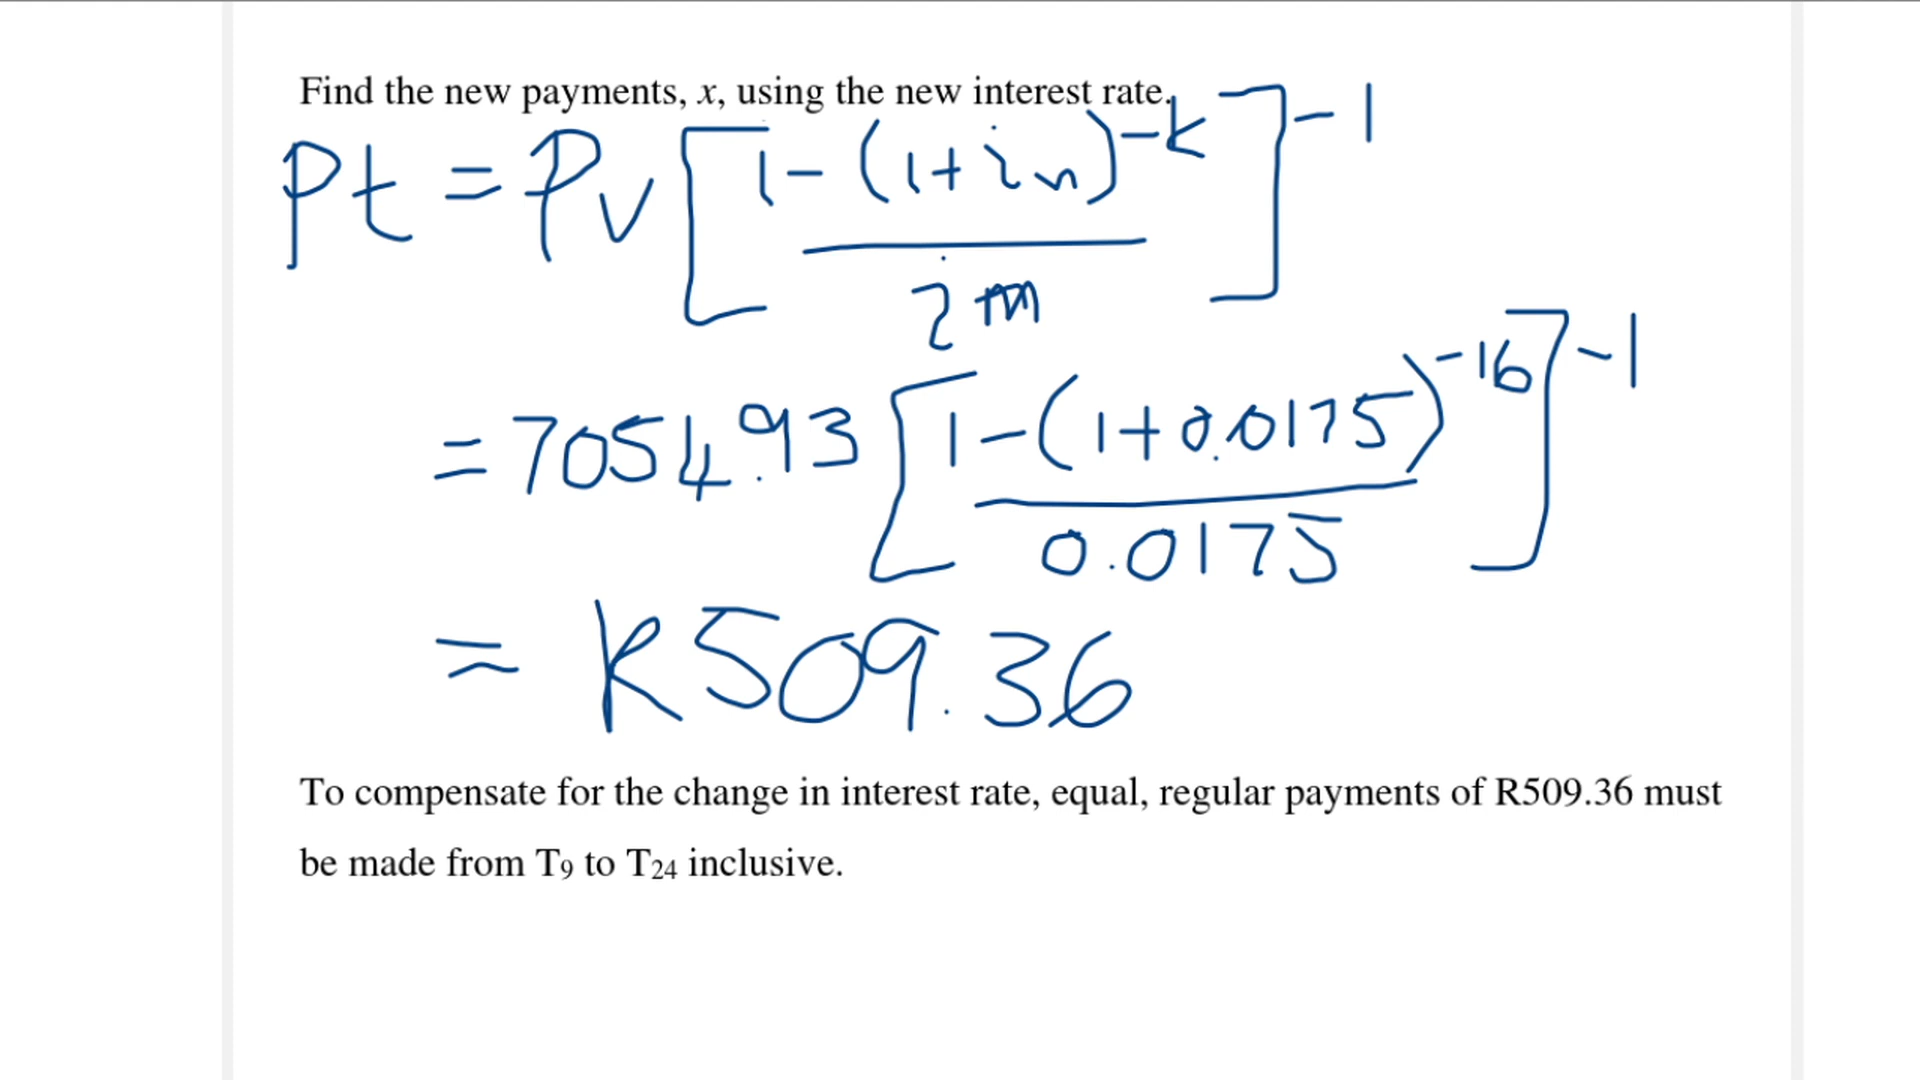 Find the new payments, x, using the new interest rate.
Pt = Pv [1-(1+in)^-k / im]^-1
= 7054.93 [1-(1+0.0175)^-16 / 0.0175]^-1
= R509.36
To compensate for the change in interest rate, equal, regular payments of R509.36 must
be made from T9 to T24 inclusive.